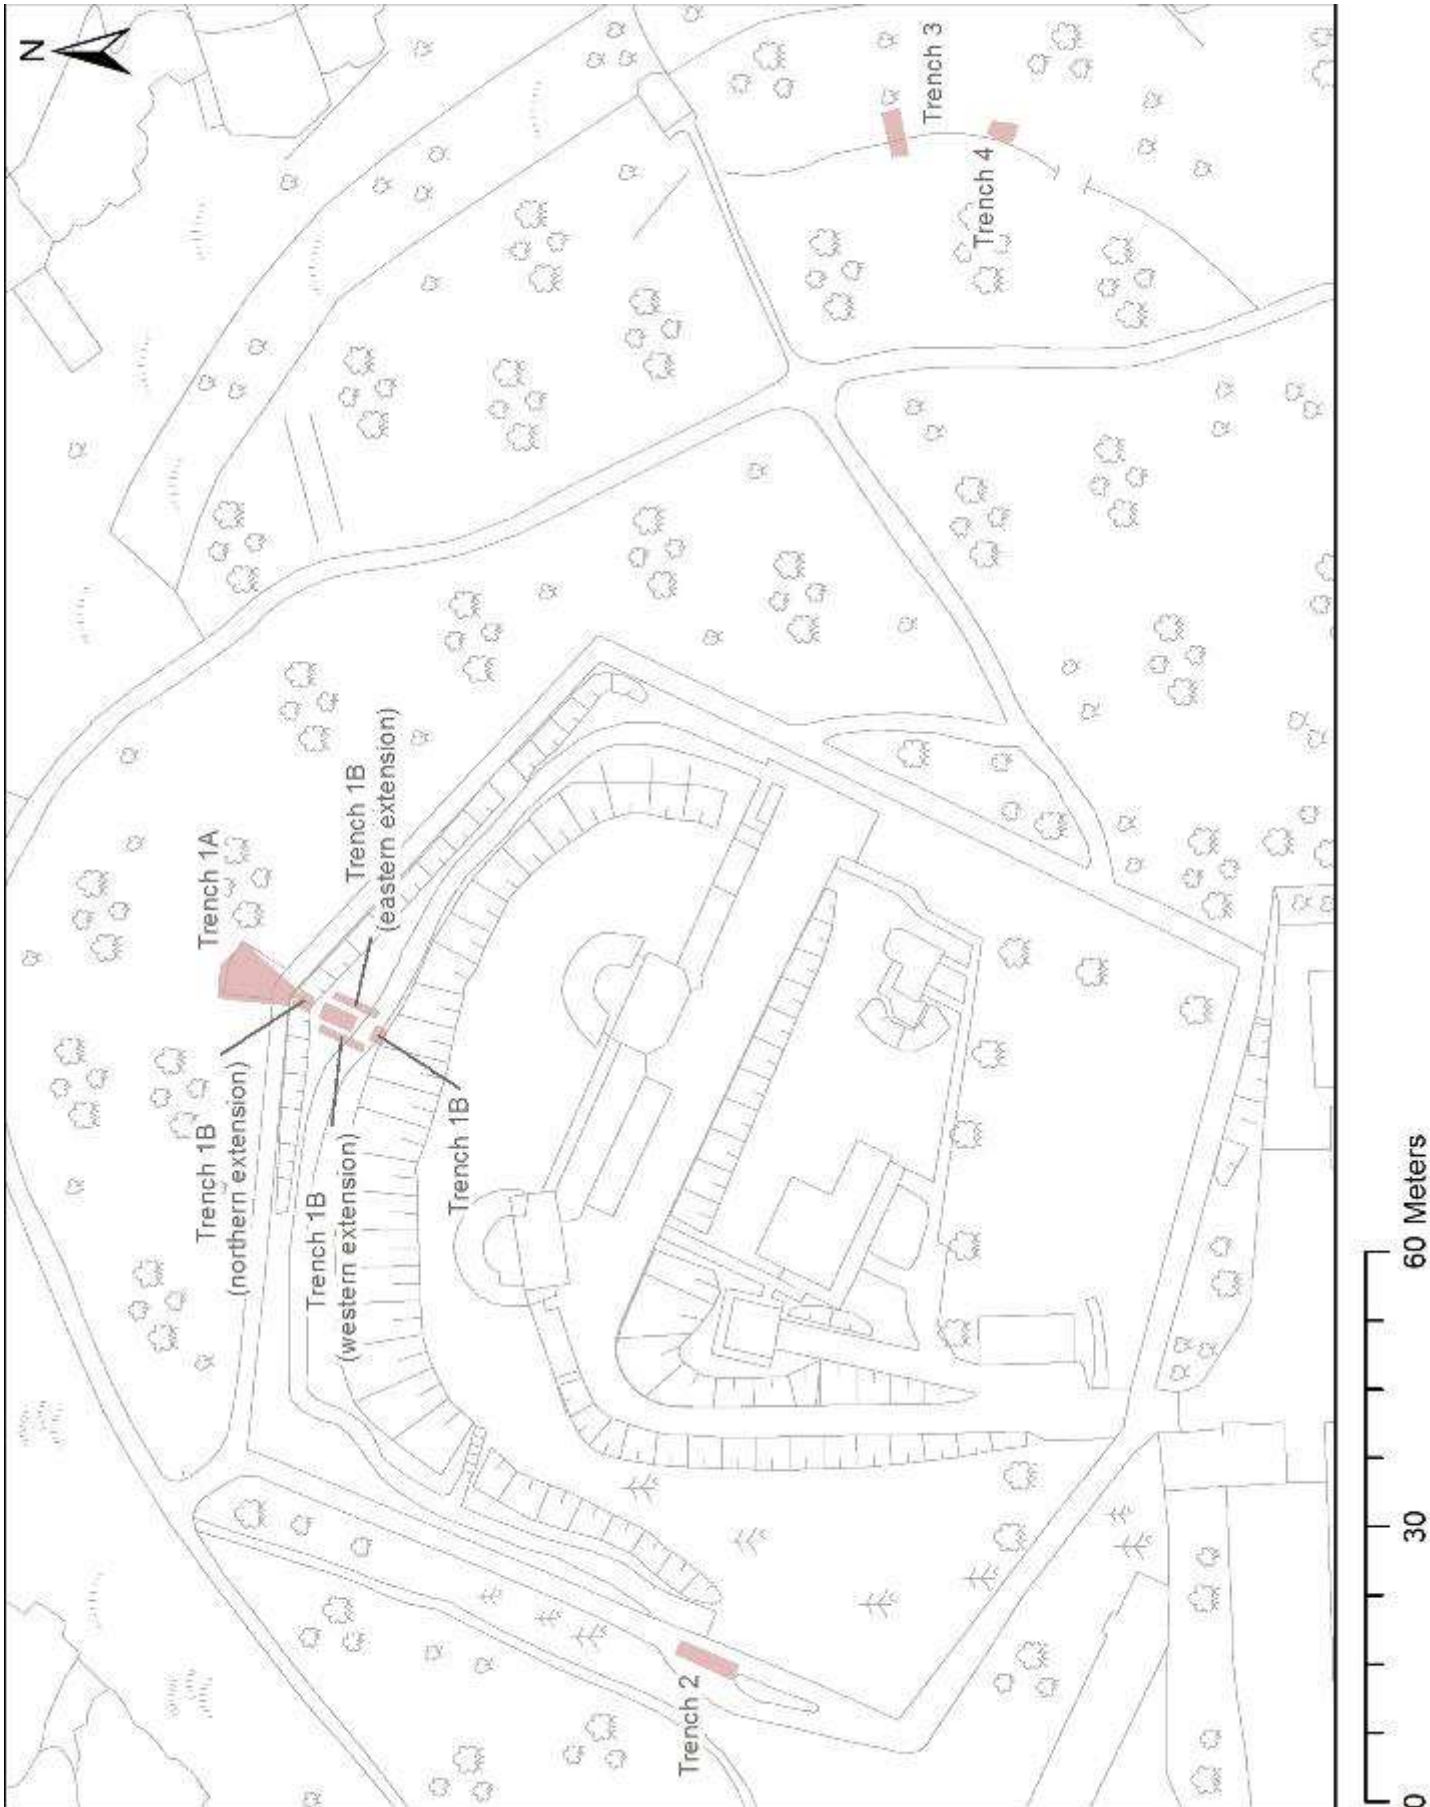 N
Trench 3
Trench 4
Trench 1A
Trench 1B
(eastern extension)
Trench 1B
(northern extension)
Trench 1B
(western extension)
Trench 1B
Trench 2
0
30
60 Meters